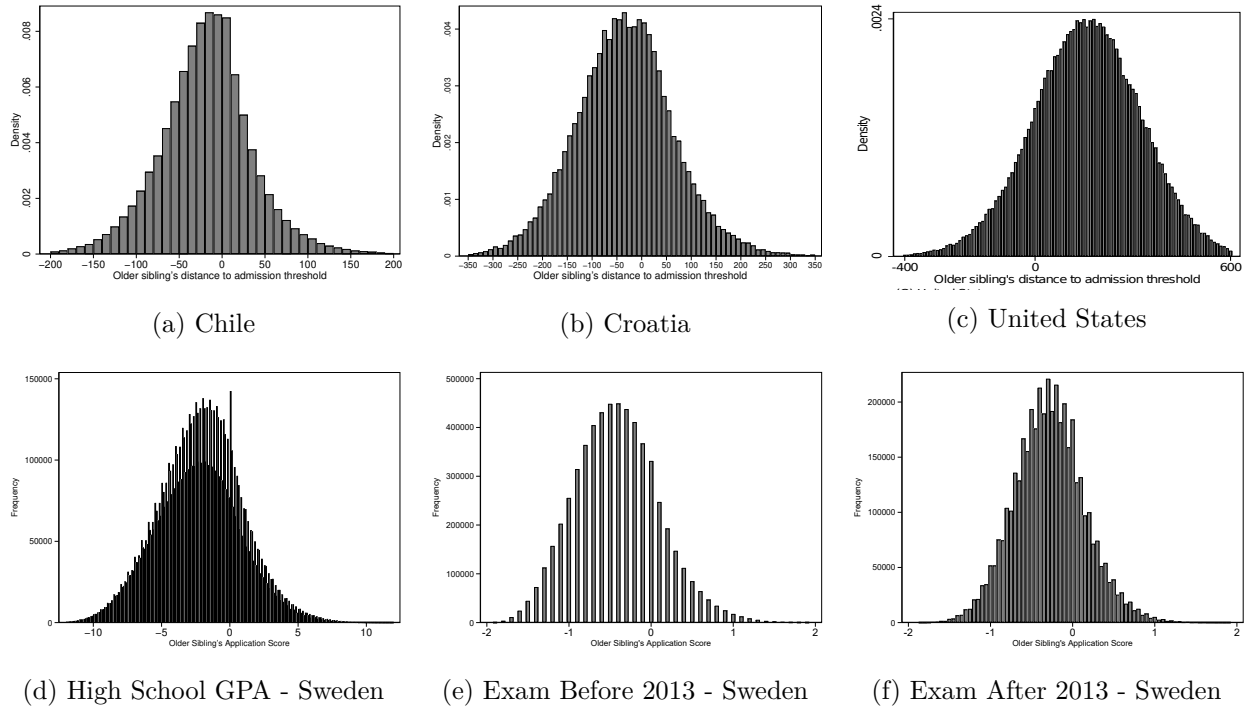 0 .002 .004 .006 .008
Density
−200 −150 −100 −50 0 50 100 150 200
Older sibling's distance to admission threshold
(a) Chile
0 .001 .002 .003 .004
Density
−350 −300 −250 −200 −150 −100 −50 0 50 100 150 200 250 300 350
Older sibling's distance to admission threshold
(b) Croatia
0 .0024
Density
-400 0 600
Older sibling's distance to admission threshold
(c) United States
0 50000 100000 150000
Frequency
−10 −5 0 5 10
Older Sibling's Application Score
(d) High School GPA - Sweden
0 100000 200000 300000 400000 500000
Frequency
-2 -1 0 1 2
Older Sibling's Application Score
(e) Exam Before 2013 - Sweden
0 50000 100000 150000 200000
Frequency
-2 -1 0 1 2
Older Sibling's Application Score
(f) Exam After 2013 - Sweden